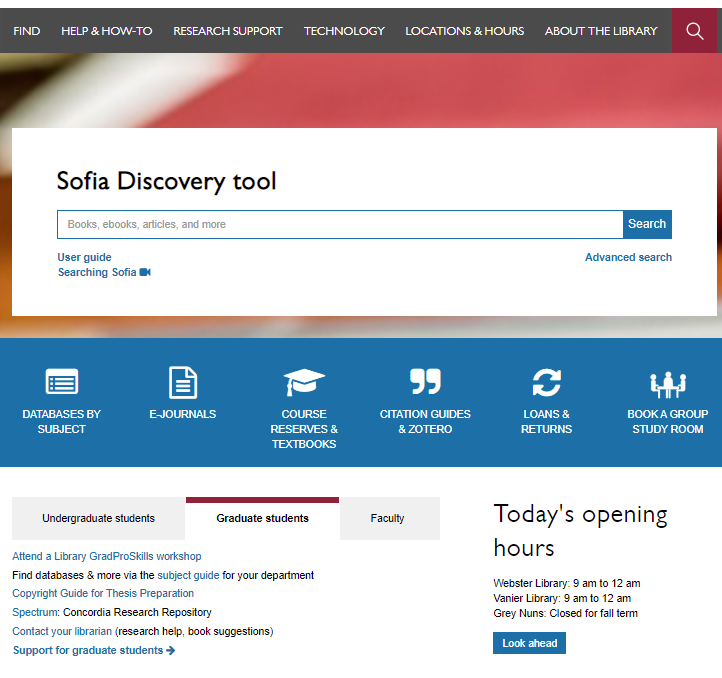 FIND HELP & HOW-TO RESEARCH SUPPORT TECHNOLOGY LOCATIONS & HOURS ABOUT THE LIBRARY
Sofia Discovery tool
Books, ebooks, articles, and more Search
User guide Advanced search
Searching Sofia
DATABASES BY
SUBJECT
E-JOURNALS
COURSE
RESERVES &
TEXTBOOKS
CITATION GUIDES
& ZOTERO
LOANS &
RETURNS
BOOK A GROUP
STUDY ROOM
Undergraduate students Graduate students Faculty
Attend a Library GradProSkills workshop
Find databases & more via the subject guide for your department
Copyright Guide for Thesis Preparation
Spectrum: Concordia Research Repository
Contact your librarian (research help, book suggestions)
Support for graduate students →
Today's opening
hours
Webster Library: 9 am to 12 am
Vanier Library: 9 am to 12 am
Grey Nuns: Closed for fall term
Look ahead